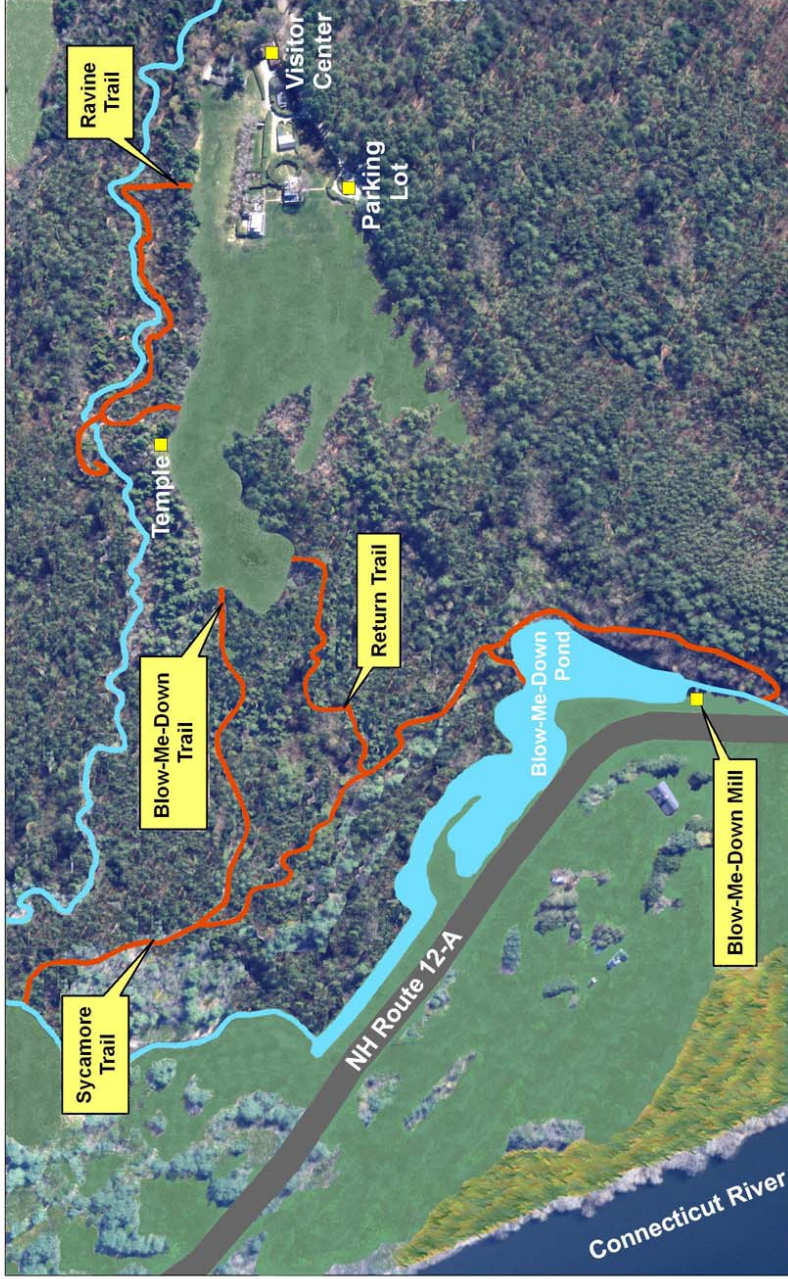 Ravine
Trail
Visitor
Center
Parking
Lot
Temple
Blow-Me-Down
Trail
Return Trail
Sycamore
Trail
Blow-Me-Down
Pond
NH Route 12-A
Blow-Me-Down Mill
Connecticut River